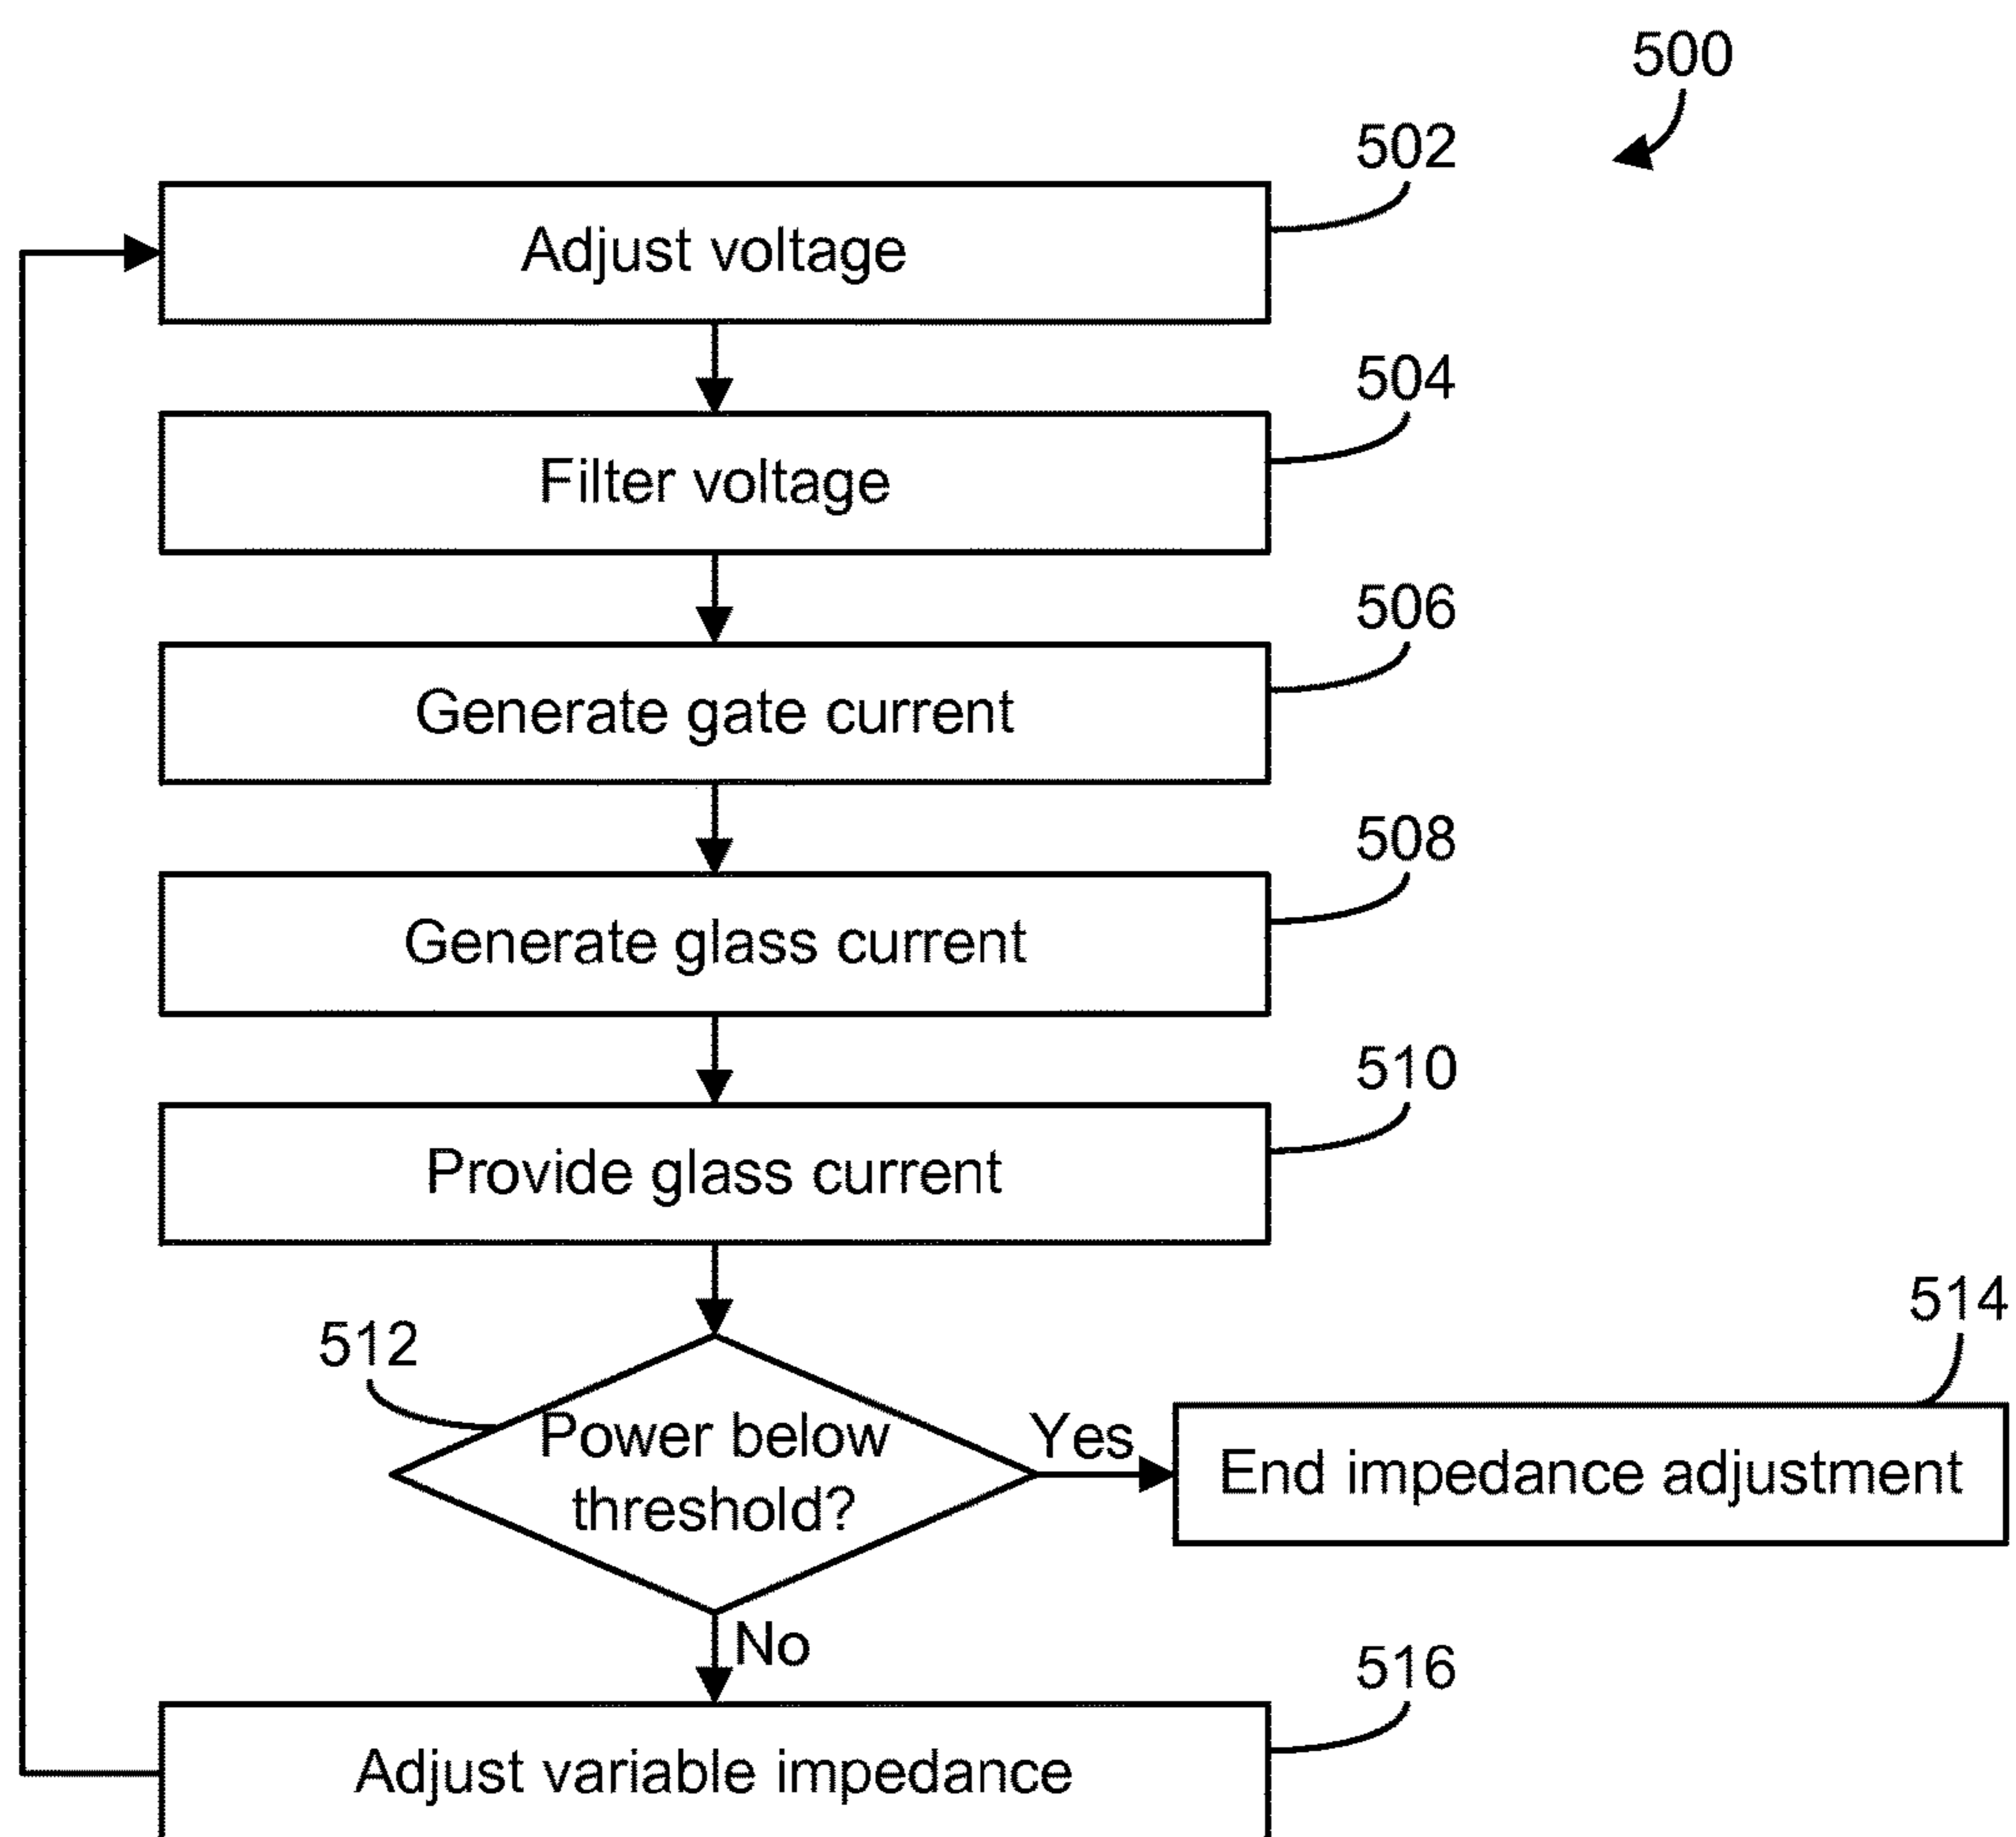 500
502
Adjust voltage
504
Filter voltage
506
Generate gate current
508
Generate glass current
510
Provide glass current
512
Power below
threshold?
Yes
514
End impedance adjustment
No
516
Adjust variable impedance